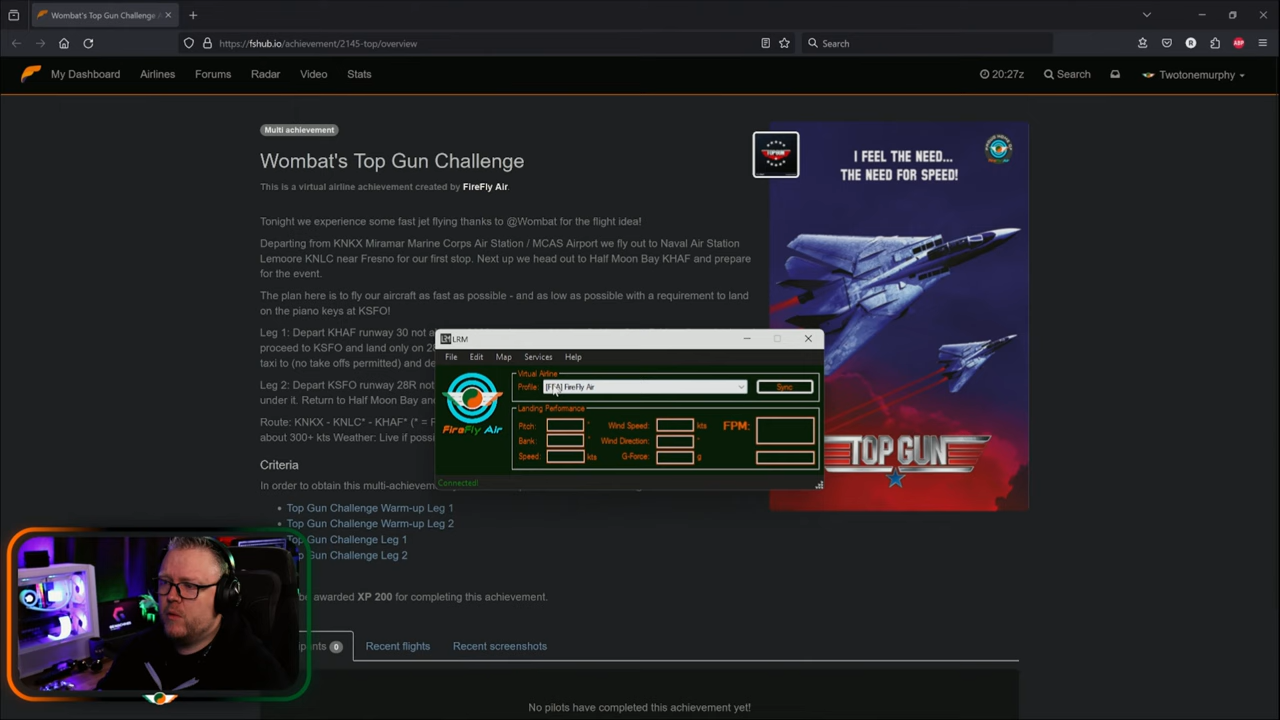 Wombat's Top Gun Challenge
https://fshub.io/achievement/2145-top/overview
Search
My Dashboard
Airlines
Forums
Radar
Video
Stats
20:27z
Search
Twotonemurphy
Multi achievement
Wombat's Top Gun Challenge
This is a virtual airline achievement created by FireFly Air.
Tonight we experience some fast jet flying thanks to @Wombat for the flight idea!
Departing from KNKX Miramar Marine Corps Air Station / MCAS Airport we fly out to Naval Air Station
Lemoore KNLC near Fresno for our first stop. Next up we head out to Half Moon Bay KHAF and prepare
for the event.
The plan here is to fly our aircraft as fast as possible - and as low as possible with a requirement to land
on the piano keys at KSFO!
Leg 1: Depart KHAF runway 30 not a
proceed to KSFO and land only on 28
taxi to (no take offs permitted) and de
Leg 2: Depart KSFO runway 28R not
under it. Return to Half Moon Bay and
Route: KNKX - KNLC* - KHAF* (* = F
about 300+ kts Weather: Live if possi
Criteria
In order to obtain this multi-achievem
Top Gun Challenge Warm-up Leg 1
Top Gun Challenge Warm-up Leg 2
Gun Challenge Leg 1
Gun Challenge Leg 2
be awarded XP 200 for completing this achievement.
pants 0
Recent flights
Recent screenshots
No pilots have completed this achievement yet!
I FEEL THE NEED...
THE NEED FOR SPEED!
TOP GUN
TOP GUN
LRM
File
Edit
Map
Services
Help
FireFly Air
Virtual Airline
Profile:
[FFA] FireFly Air
Sync
Landing Performance
Pitch: °
Wind Speed: kts
FPM:
Bank: °
Wind Direction: °
Speed: kts
G-Force: g
Connected!